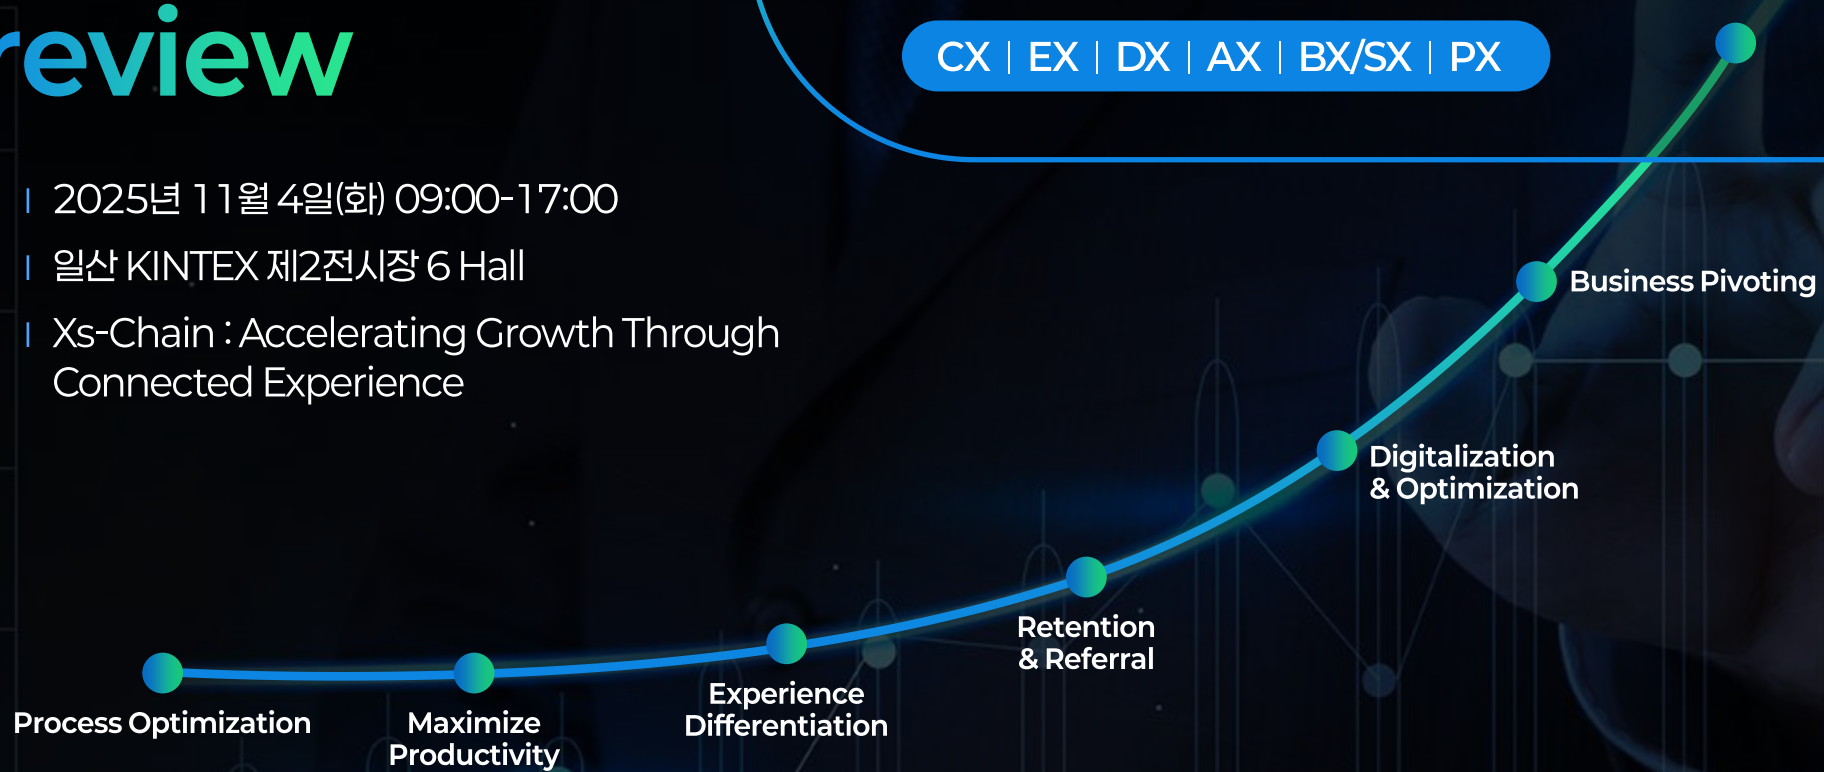 review
CX | EX | DX | AX | BX/SX | PX
2025년 11월 4일(화) 09:00-17:00
일산 KINTEX 제2전시장 6 Hall
Xs-Chain : Accelerating Growth Through
Connected Experience
Business Pivoting
Digitalization
& Optimization
Retention
& Referral
Experience
Differentiation
Process Optimization
Maximize
Productivity